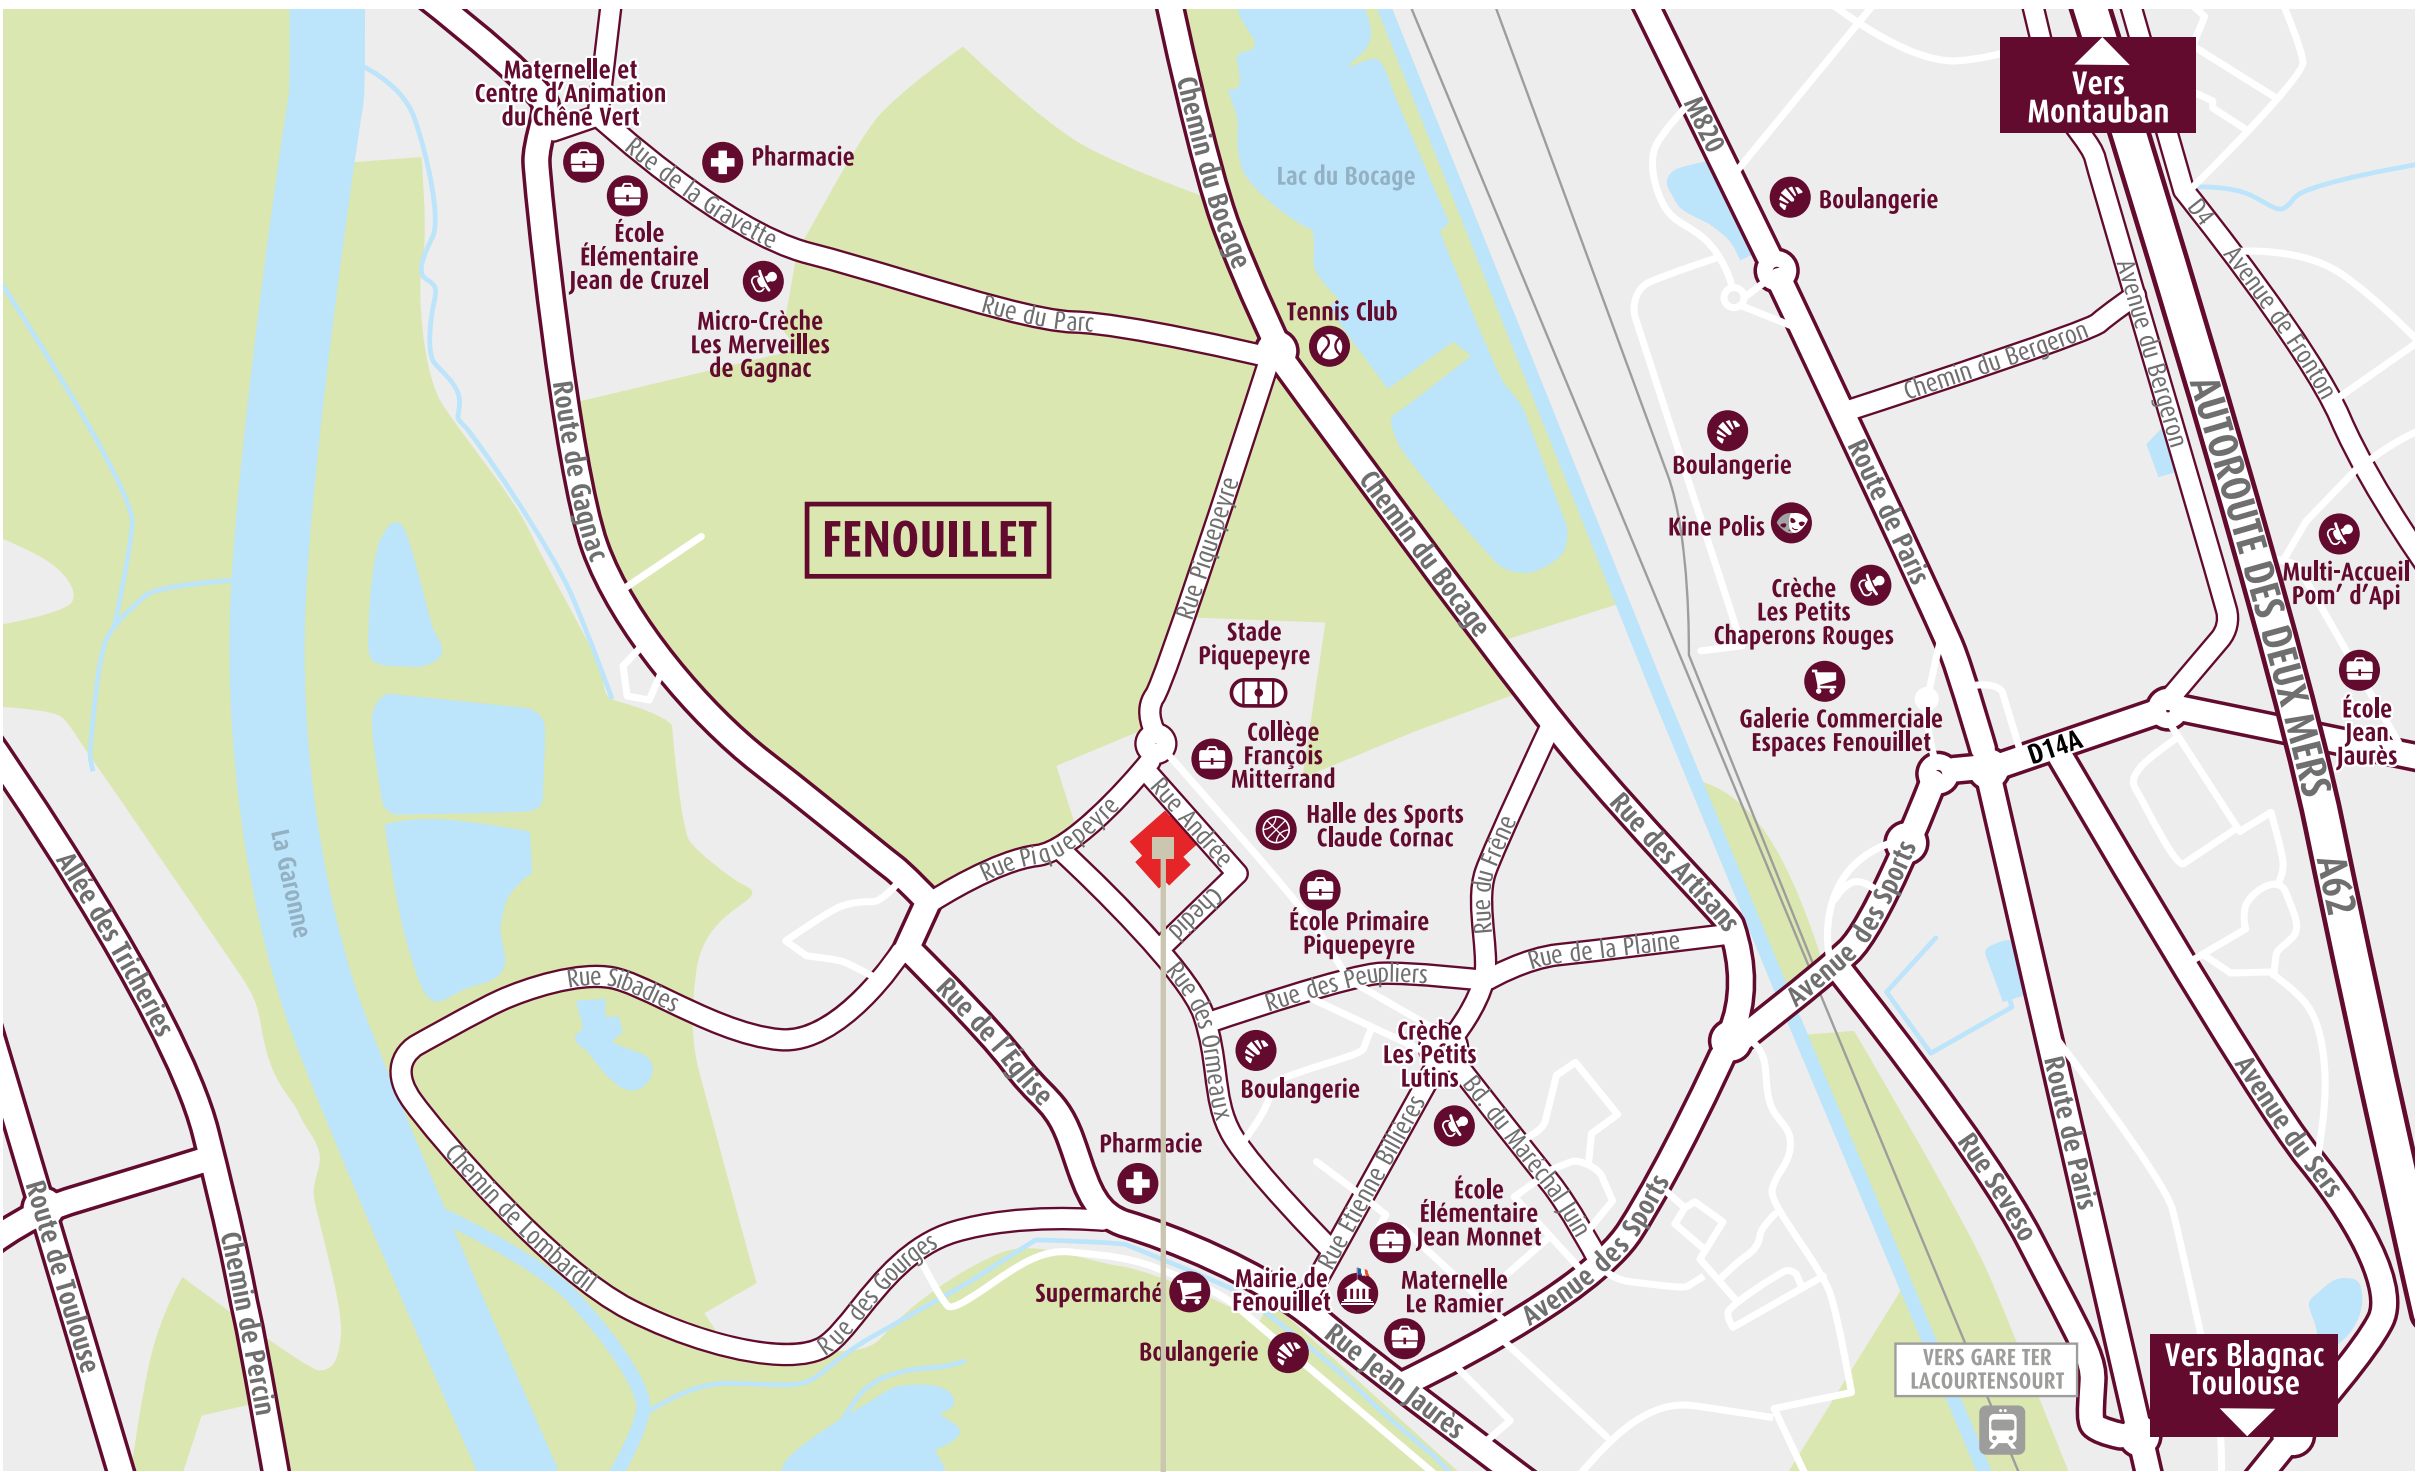 Maternelle et
Centre d'Animation
du Chêne Vert
Rue de la Gravette
Pharmacie
École
Élémentaire
Jean de Cruzel
Micro-Crèche
Les Merveilles
de Gagnac
Route de Gagnac
Rue du Parc
Chemin du Bocage
Lac du Bocage
Tennis Club
M820
Boulangerie
Vers
Montauban
D4
Avenue de Fronton
Avenue du Bergeron
Chemin du Bergeron
AUTOROUTE DES DEUX MERS
A62
FENOUILLET
Rue Piquepeyre
Chemin du Bocage
Boulangerie
Kine Polis
Route de Paris
Crèche
Les Petits
Chaperons Rouges
Multi-Accueil
Pom' d'Api
Stade
Piquepeyre
Galerie Commerciale
Espaces Fenouillet
D14A
École
Jean
Jaurès
Collège
François
Mitterrand
Rue Andrée
Chedid
Rue Piquepeyre
Halle des Sports
Claude Cornac
Rue du Frêne
Rue des Artisans
Avenue des Sports
École Primaire
Piquepeyre
La Garonne
Allée des Tricheries
Rue Sibadies
Rue de l'Eglise
Rue des Ormeaux
Rue des Peupliers
Rue de la Plaine
Avenue des Sports
Boulangerie
Crèche
Les Petits
Lutins
Bd. du Maréchal Juin
Rue Etienne Billières
Route de Paris
Avenue du Sers
Rue Seveso
Pharmacie
Chemin de Lombardil
Rue des Gourges
École
Élémentaire
Jean Monnet
Route de Toulouse
Chemin de Percin
Supermarché
Mairie de
Fenouillet
Maternelle
Le Ramier
Boulangerie
Rue Jean Jaurès
VERS GARE TER
LACOURTENSOURT
Vers Blagnac
Toulouse